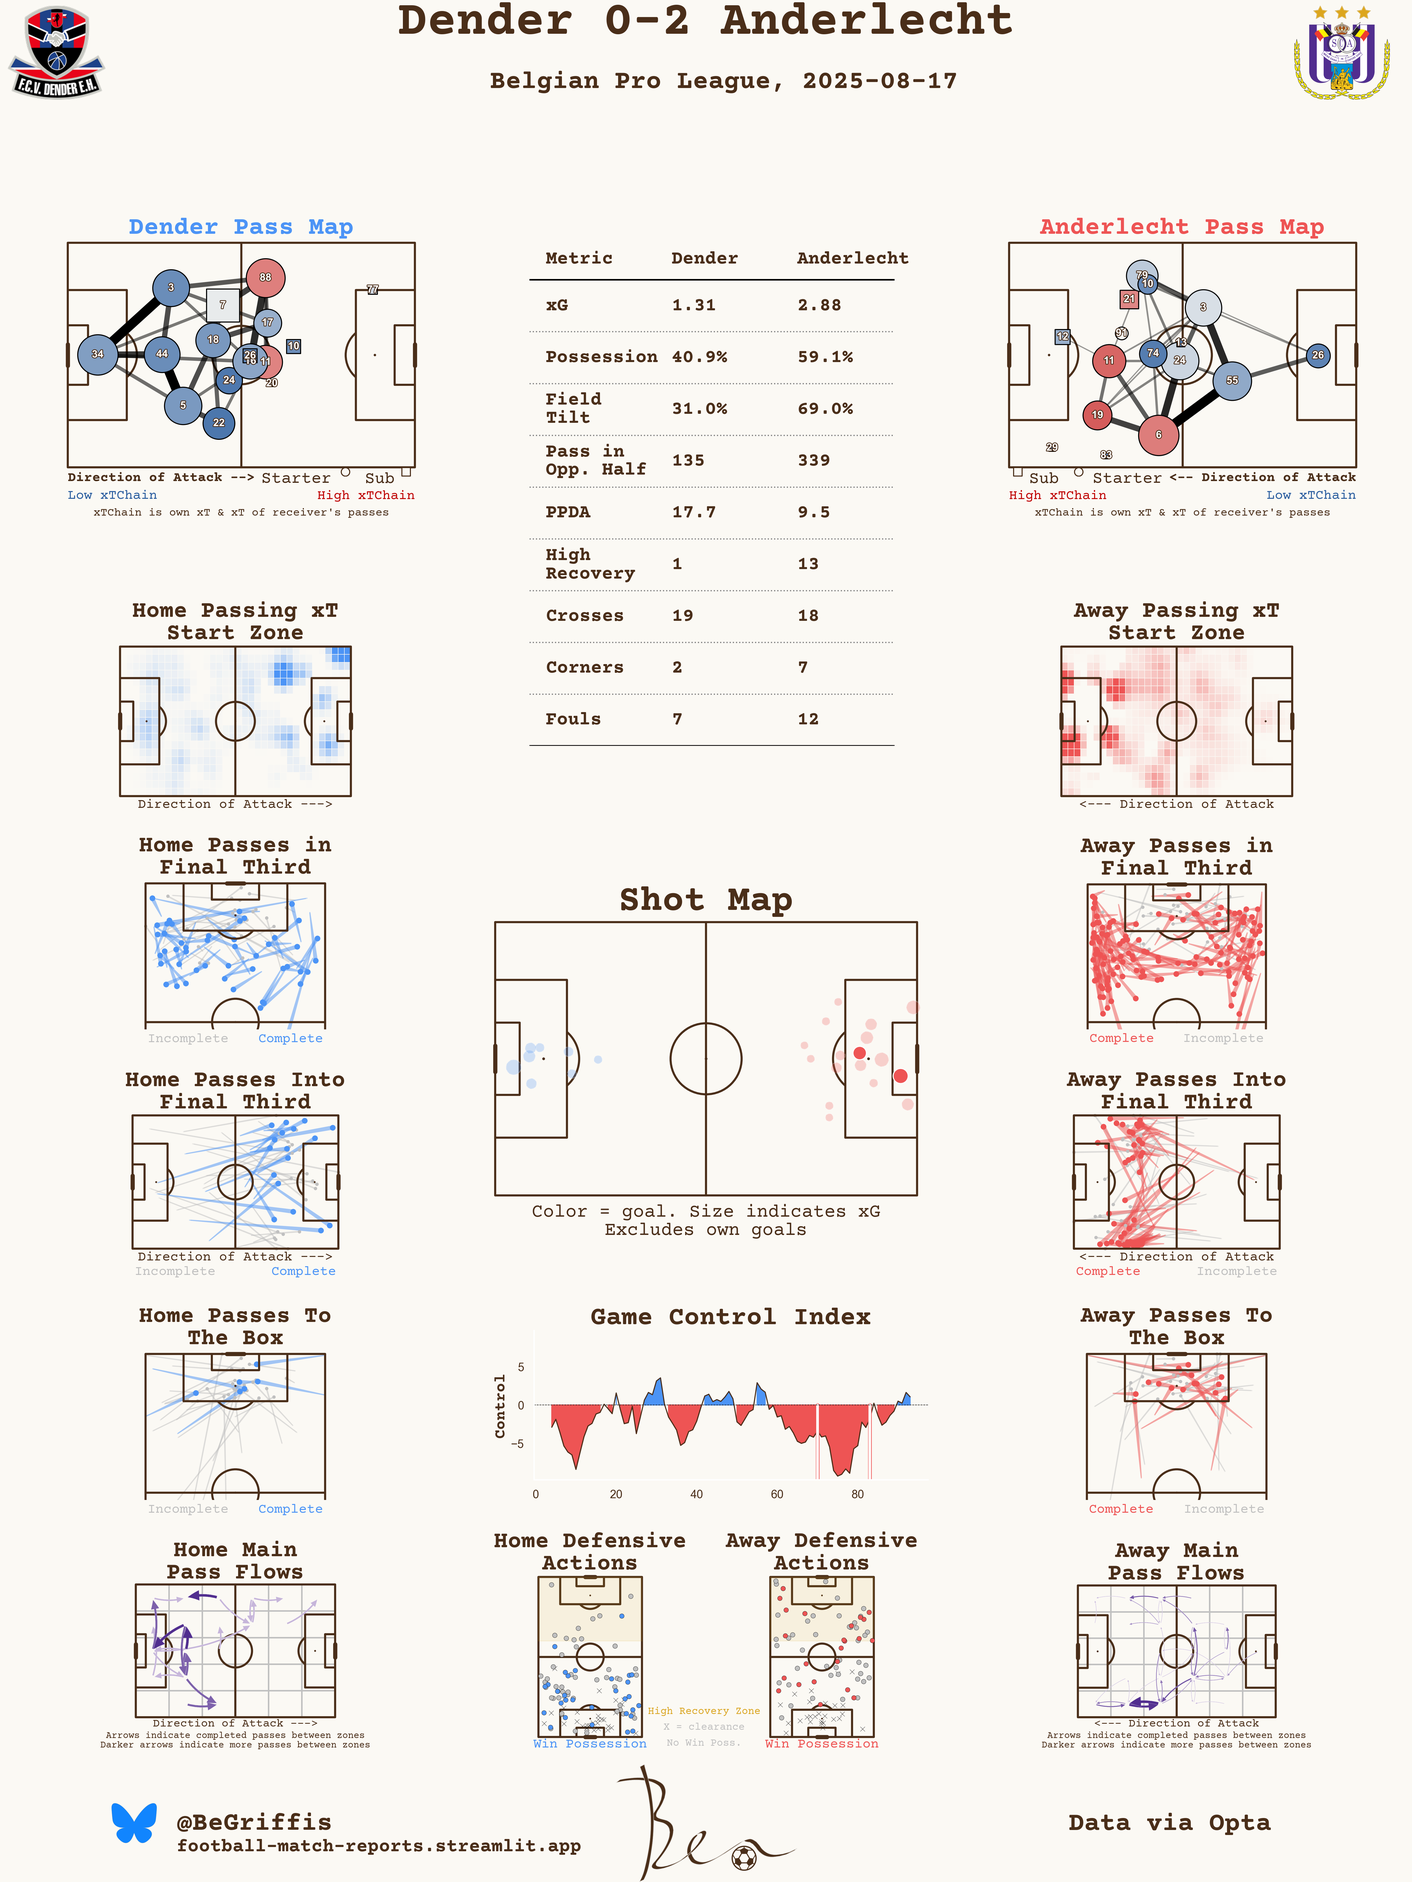 Dender 0-2 Anderlecht
Belgian Pro League, 2025-08-17
F.C.V. DENDER E.H.
Dender Pass Map
3
88
7
77
17
18
34
44
26
10
11
24
20
5
22
Direction of Attack --> Starter Sub
Low xTChain High xTChain
xTChain is own xT & xT of receiver's passes
Metric Dender Anderlecht
xG 1.31 2.88
Possession 40.9% 59.1%
Field
Tilt 31.0% 69.0%
Pass in
Opp. Half 135 339
PPDA 17.7 9.5
High
Recovery 1 13
Crosses 19 18
Corners 2 7
Fouls 7 12
Anderlecht Pass Map
79
10
21
3
12
91
13
74
24
11
26
55
19
6
29
83
Sub Starter <-- Direction of Attack
High xTChain Low xTChain
xTChain is own xT & xT of receiver's passes
Home Passing xT
Start Zone
Direction of Attack --->
Away Passing xT
Start Zone
<--- Direction of Attack
Home Passes in
Final Third
Incomplete Complete
Away Passes in
Final Third
Complete Incomplete
Shot Map
Color = goal. Size indicates xG
Excludes own goals
Home Passes Into
Final Third
Direction of Attack --->
Incomplete Complete
Away Passes Into
Final Third
<--- Direction of Attack
Complete Incomplete
Home Passes To
The Box
Incomplete Complete
Game Control Index
Control
5
0
−5
0 20 40 60 80
Away Passes To
The Box
Complete Incomplete
Home Main
Pass Flows
Direction of Attack --->
Arrows indicate completed passes between zones
Darker arrows indicate more passes between zones
Home Defensive
Actions
Win Possession
High Recovery Zone
X = clearance
No Win Poss.
Away Defensive
Actions
Win Possession
Away Main
Pass Flows
<--- Direction of Attack
Arrows indicate completed passes between zones
Darker arrows indicate more passes between zones
@BeGriffis
football-match-reports.streamlit.app
Ben
Data via Opta